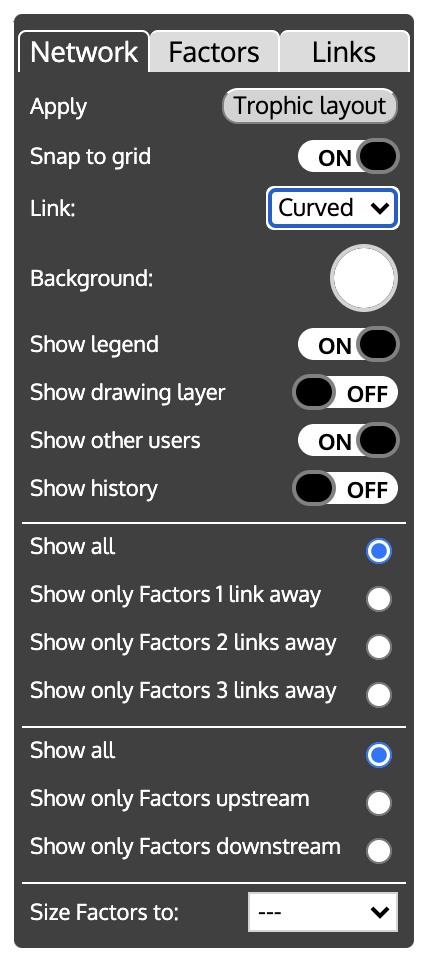 Network Factors Links
Apply Trophic layout
Snap to grid ON
Link: Curved
Background:
Show legend ON
Show drawing layer OFF
Show other users ON
Show history OFF
Show all
Show only Factors 1 link away
Show only Factors 2 links away
Show only Factors 3 links away
Show all
Show only Factors upstream
Show only Factors downstream
Size Factors to: ---